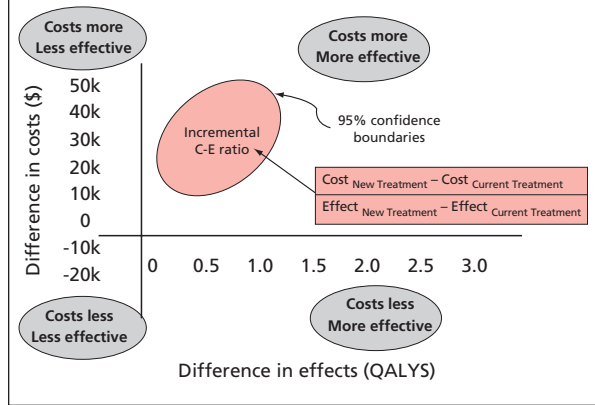 Costs more
Less effective
Costs more
More effective
Difference in costs ($)
50k
40k
30k
20k
10k
0
-10k
-20k
Incremental
C-E ratio
95% confidence
boundaries
Cost New Treatment – Cost Current Treatment
Effect New Treatment – Effect Current Treatment
0 0.5 1.0 1.5 2.0 2.5 3.0
Costs less
Less effective
Costs less
More effective
Difference in effects (QALYS)